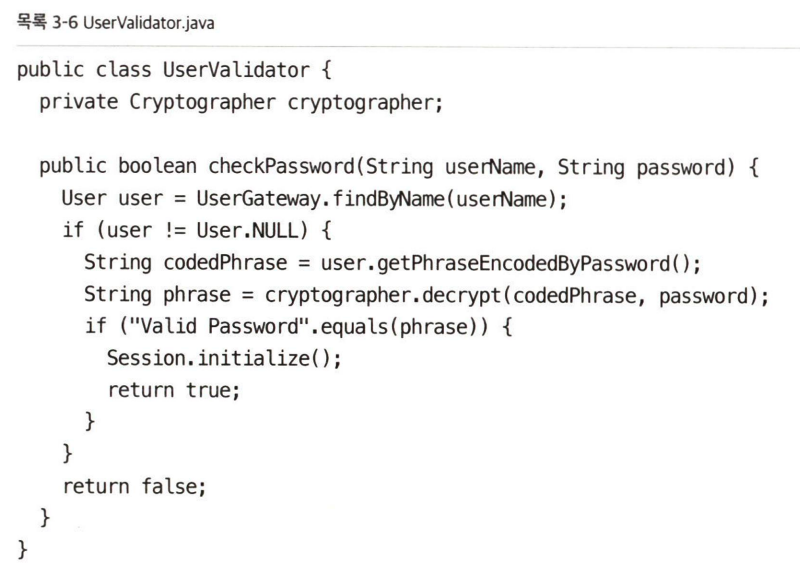 목록 3-6 UserValidator.java
public class UserValidator {
  private Cryptographer cryptographer;

  public boolean checkPassword(String userName, String password) {
    User user = UserGateway.findByName(userName);
    if (user != User.NULL) {
      String codedPhrase = user.getPhraseEncodedByPassword();
      String phrase = cryptographer.decrypt(codedPhrase, password);
      if ("Valid Password".equals(phrase)) {
        Session.initialize();
        return true;
      }
    }
    return false;
  }
}